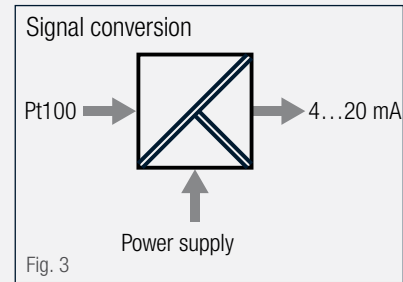 Signal conversion
Pt100
4…20 mA
Power supply
Fig. 3